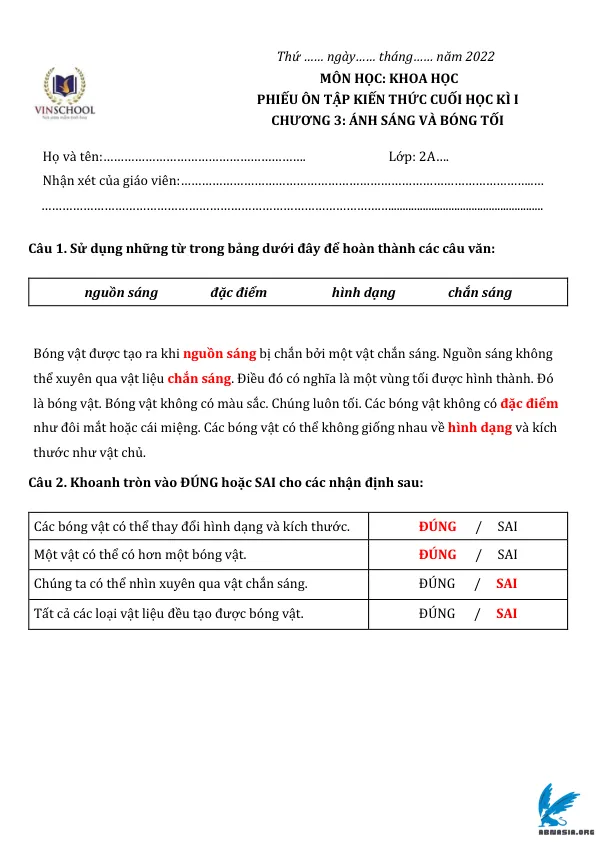 Thứ …… ngày…… tháng…… năm 2022
MÔN HỌC: KHOA HỌC
PHIẾU ÔN TẬP KIẾN THỨC CUỐI HỌC KÌ I
CHƯƠNG 3: ÁNH SÁNG VÀ BÓNG TỐI
VINSCHOOL
Họ và tên:…………………………………………………. Lớp: 2A….
Nhận xét của giáo viên:…………………………………………………………………………………………..…
…………………………………………………………………………………………..........................................................
Câu 1. Sử dụng những từ trong bảng dưới đây để hoàn thành các câu văn:
nguồn sáng đặc điểm hình dạng chắn sáng
Bóng vật được tạo ra khi nguồn sáng bị chắn bởi một vật chắn sáng. Nguồn sáng không
thể xuyên qua vật liệu chắn sáng. Điều đó có nghĩa là một vùng tối được hình thành. Đó
là bóng vật. Bóng vật không có màu sắc. Chúng luôn tối. Các bóng vật không có đặc điểm
như đôi mắt hoặc cái miệng. Các bóng vật có thể không giống nhau về hình dạng và kích
thước như vật chủ.
Câu 2. Khoanh tròn vào ĐÚNG hoặc SAI cho các nhận định sau:
Các bóng vật có thể thay đổi hình dạng và kích thước. ĐÚNG / SAI
Một vật có thể có hơn một bóng vật. ĐÚNG / SAI
Chúng ta có thể nhìn xuyên qua vật chắn sáng. ĐÚNG / SAI
Tất cả các loại vật liệu đều tạo được bóng vật. ĐÚNG / SAI
ABNASIA.ORG